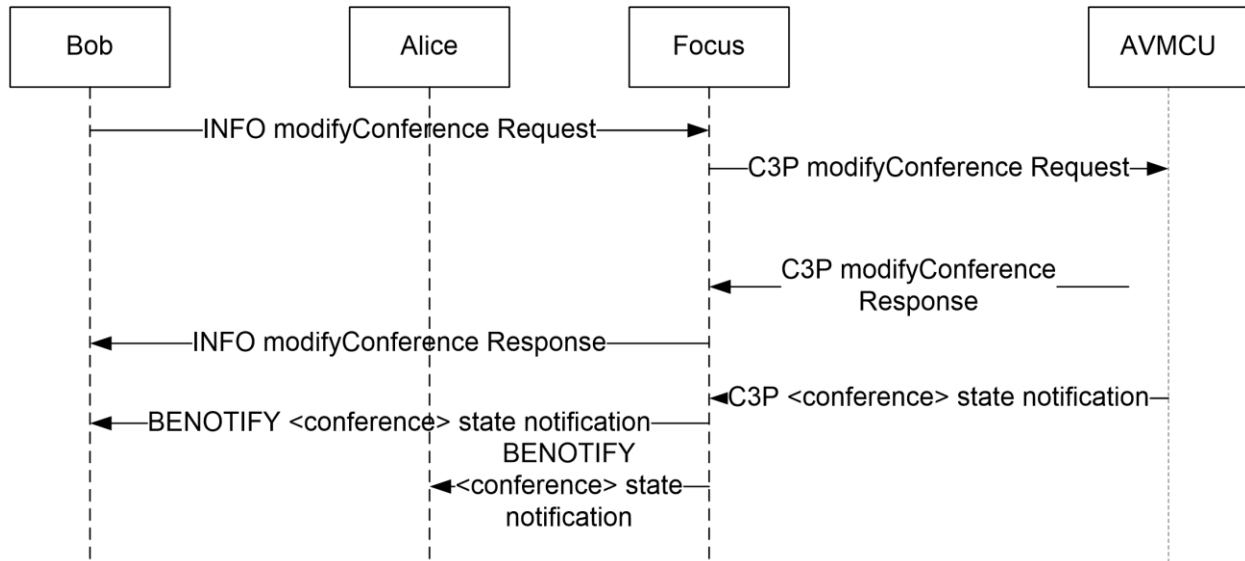 Bob
Alice
Focus
AVMCU
INFO modifyConference Request
C3P modifyConference Request
C3P modifyConference
Response
INFO modifyConference Response
C3P <conference> state notification
BENOTIFY <conference> state notification
BENOTIFY
<conference> state
notification